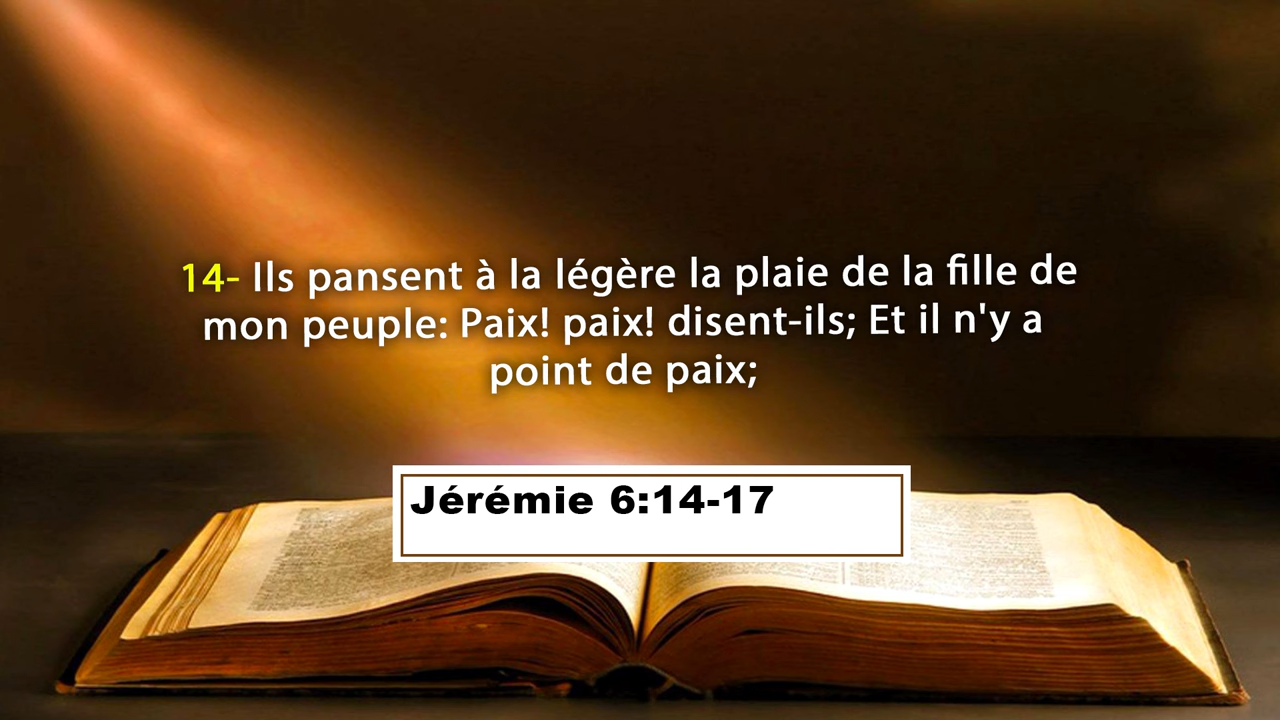 14- Ils pansent à la légère la plaie de la fille de
mon peuple: Paix! paix! disent-ils; Et il n'y a
point de paix;
Jérémie 6:14-17